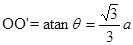 OO'= atan θ = √3/3 a